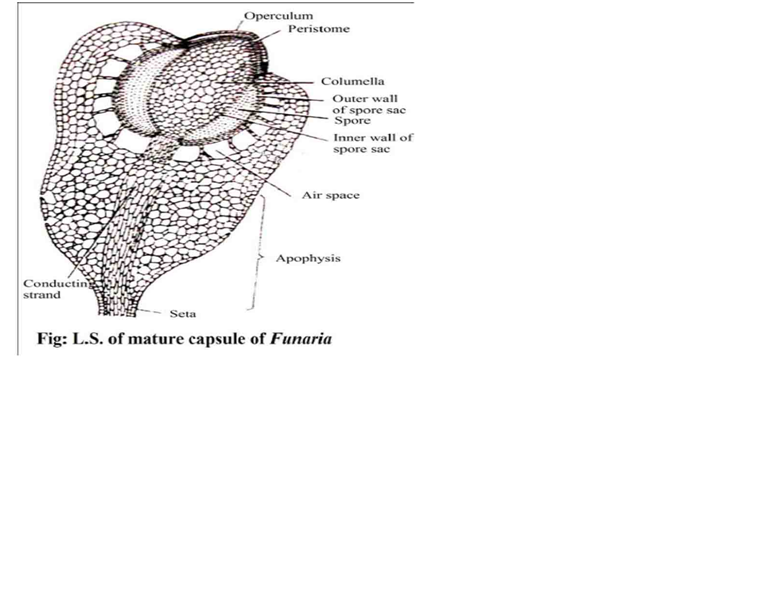 Operculum
Peristome
Columella
Outer wall
of spore sac
Spore
Inner wall of
spore sac
Air space
Apophysis
Conducting
strand
Seta
Fig: L.S. of mature capsule of Funaria